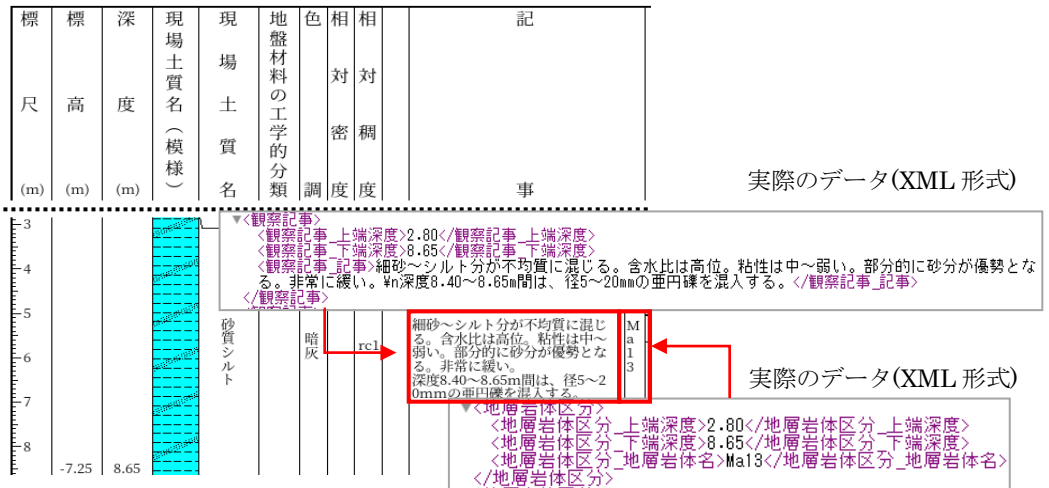 標尺(m)
標高(m)
深度(m)
現場土質名(模様)
現場土質名
地盤材料の工学的分類
色調
相対密度
相対稠度
記事
実際のデータ(XML 形式)
3
4
5
6
7
8
-7.25
8.65
▼<観察記事>
<観察記事_上端深度>2.80</観察記事_上端深度>
<観察記事_下端深度>8.65</観察記事_下端深度>
<観察記事_記事>細砂～シルト分が不均質に混じる。含水比は高位。粘性は中～弱い。部分的に砂分が優勢とな
る。非常に緩い。¥n深度8.40～8.65m間は、径5～20mmの亜円礫を混入する。</観察記事_記事>
</観察記事>
砂質シルト
暗灰
rc1
細砂～シルト分が不均質に混じ
る。含水比は高位。粘性は中～
弱い。部分的に砂分が優勢とな
る。非常に緩い。
深度8.40～8.65m間は、径5～2
0mmの亜円礫を混入する。
Ma13
実際のデータ(XML 形式)
▼<地層岩体区分>
<地層岩体区分_上端深度>2.80</地層岩体区分_上端深度>
<地層岩体区分_下端深度>8.65</地層岩体区分_下端深度>
<地層岩体区分_地層岩体名>Ma13</地層岩体区分_地層岩体名>
</地層岩体区分>